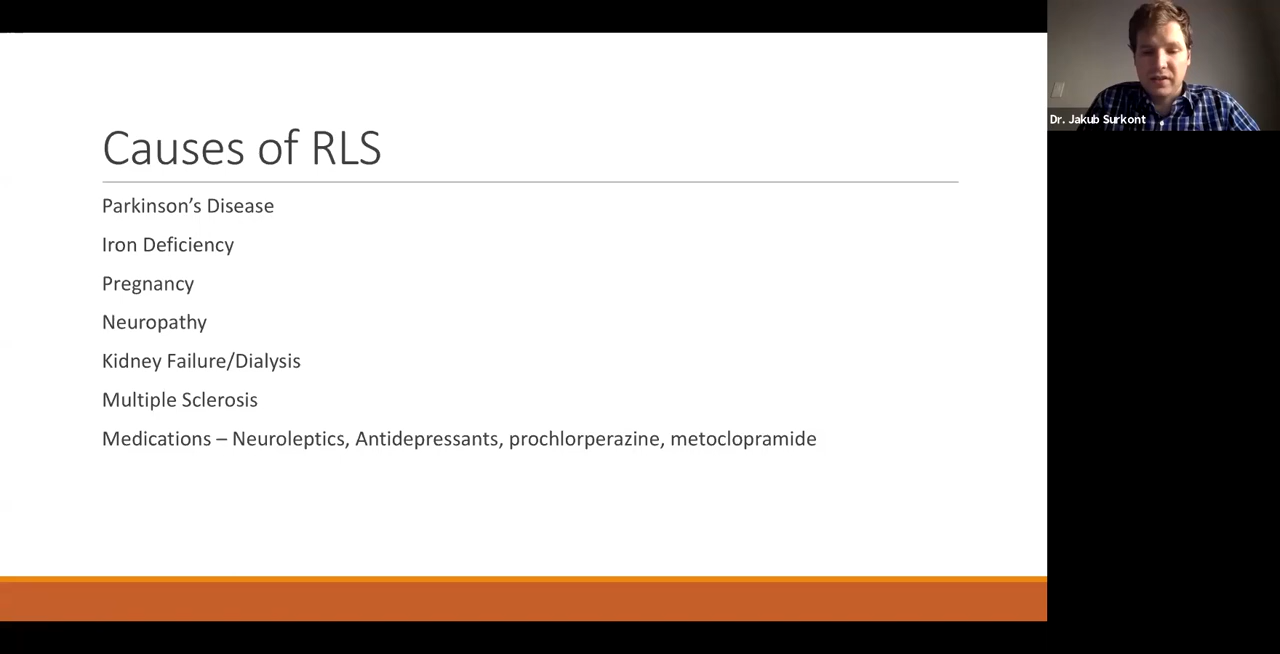 Causes of RLS
Parkinson’s Disease
Iron Deficiency
Pregnancy
Neuropathy
Kidney Failure/Dialysis
Multiple Sclerosis
Medications – Neuroleptics, Antidepressants, prochlorperazine, metoclopramide
Dr. Jakub Surkont